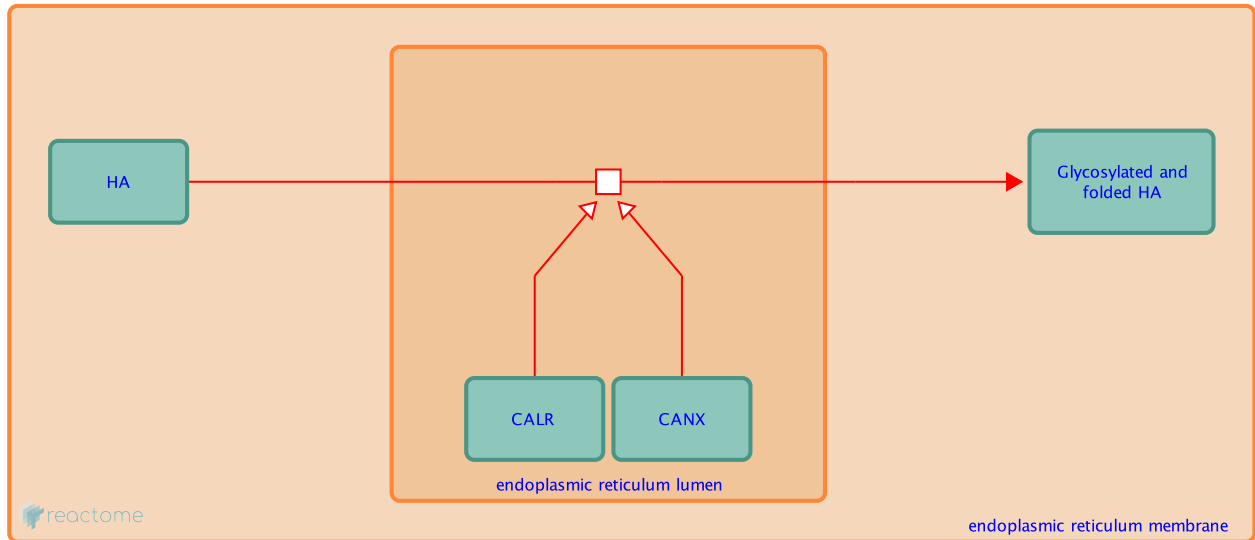 HA
Glycosylated and
folded HA
CALR
CANX
endoplasmic reticulum lumen
reactome
endoplasmic reticulum membrane